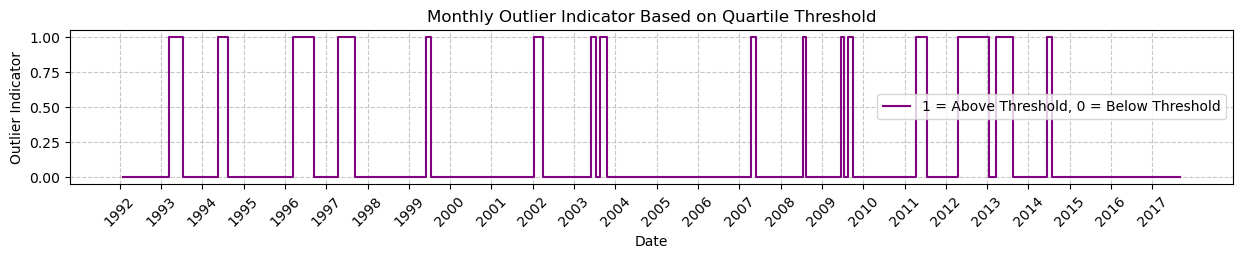 Monthly Outlier Indicator Based on Quartile Threshold
Outlier Indicator
1.00
0.75
0.50
0.25
0.00
1 = Above Threshold, 0 = Below Threshold
1992 1993 1994 1995 1996 1997 1998 1999 2000 2001 2002 2003 2004 2005 2006 2007 2008 2009 2010 2011 2012 2013 2014 2015 2016 2017
Date